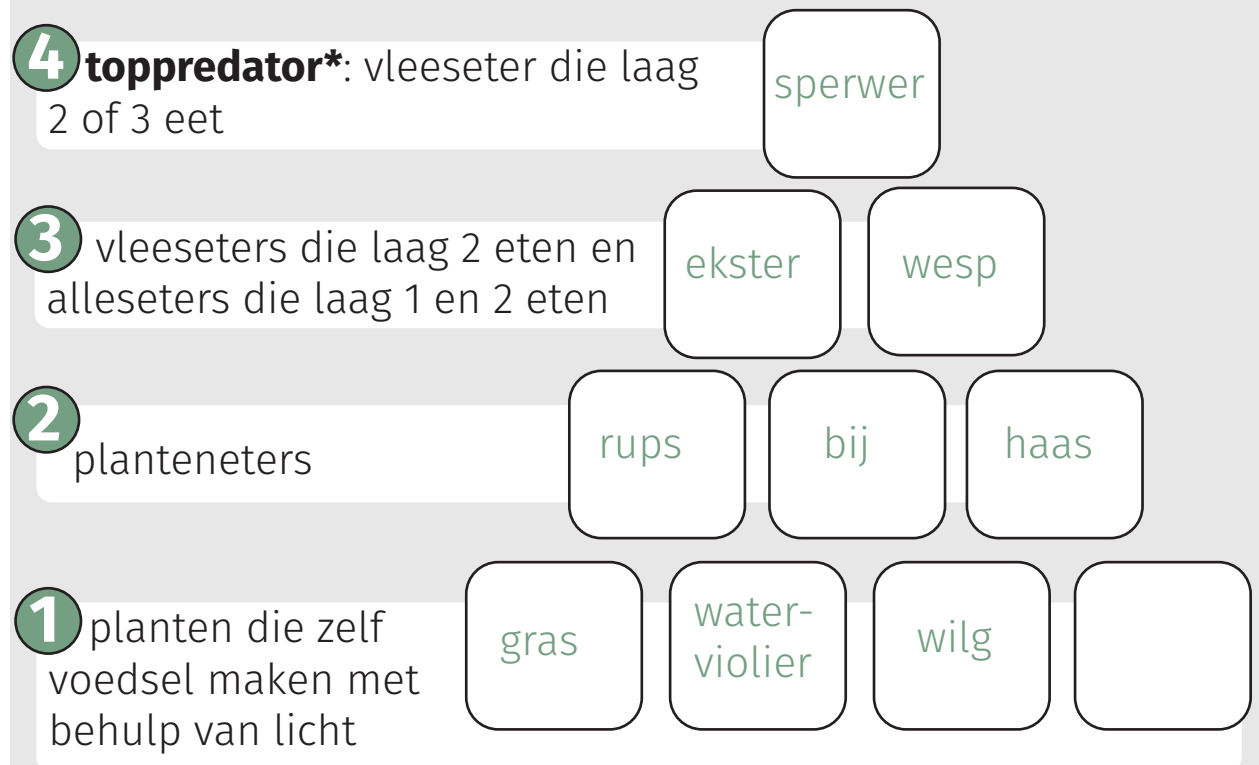 4 toppredator*: vleeseter die laag
2 of 3 eet
sperwer
3 vleeseters die laag 2 eten en
alleseters die laag 1 en 2 eten
ekster
wesp
2
planteneters
rups
bij
haas
1 planten die zelf
voedsel maken met
behulp van licht
gras
water-
violier
wilg